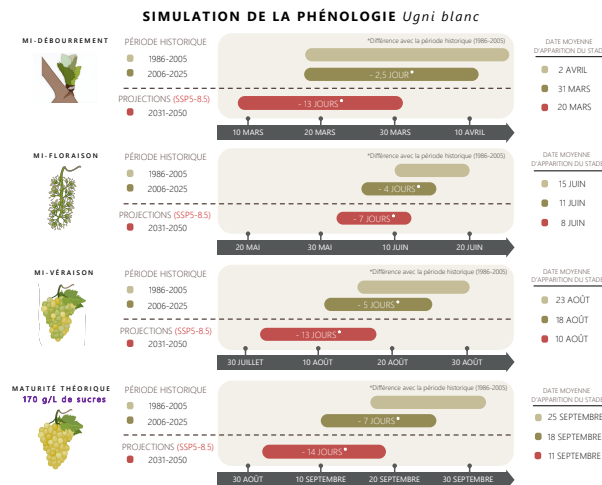 SIMULATION DE LA PHÉNOLOGIE Ugni blanc
MI-DÉBOURREMENT
PÉRIODE HISTORIQUE
1986-2005
2006-2025
PROJECTIONS (SSP5-8.5)
2031-2050
*Différence avec la période historique (1986-2005)
- 2,5 JOUR*
- 13 JOURS*
10 MARS 20 MARS 30 MARS 10 AVRIL
DATE MOYENNE
D'APPARITION DU STADE
2 AVRIL
31 MARS
20 MARS
MI-FLORAISON
PÉRIODE HISTORIQUE
1986-2005
2006-2025
PROJECTIONS (SSP5-8.5)
2031-2050
*Différence avec la période historique (1986-2005)
- 4 JOURS*
- 7 JOURS*
20 MAI 30 MAI 10 JUIN 20 JUIN
DATE MOYENNE
D'APPARITION DU STADE
15 JUIN
11 JUIN
8 JUIN
MI-VÉRAISON
PÉRIODE HISTORIQUE
1986-2005
2006-2025
PROJECTIONS (SSP5-8.5)
2031-2050
*Différence avec la période historique (1986-2005)
- 5 JOURS*
- 13 JOURS*
30 JUILLET 10 AOÛT 20 AOÛT 30 AOÛT
DATE MOYENNE
D'APPARITION DU STADE
23 AOÛT
18 AOÛT
10 AOÛT
MATURITÉ THÉORIQUE
170 g/L de sucres
PÉRIODE HISTORIQUE
1986-2005
2006-2025
PROJECTIONS (SSP5-8.5)
2031-2050
*Différence avec la période historique (1986-2005)
- 7 JOURS*
- 14 JOURS*
30 AOÛT 10 SEPTEMBRE 20 SEPTEMBRE 30 SEPTEMBRE
DATE MOYENNE
D'APPARITION DU STADE
25 SEPTEMBRE
18 SEPTEMBRE
11 SEPTEMBRE